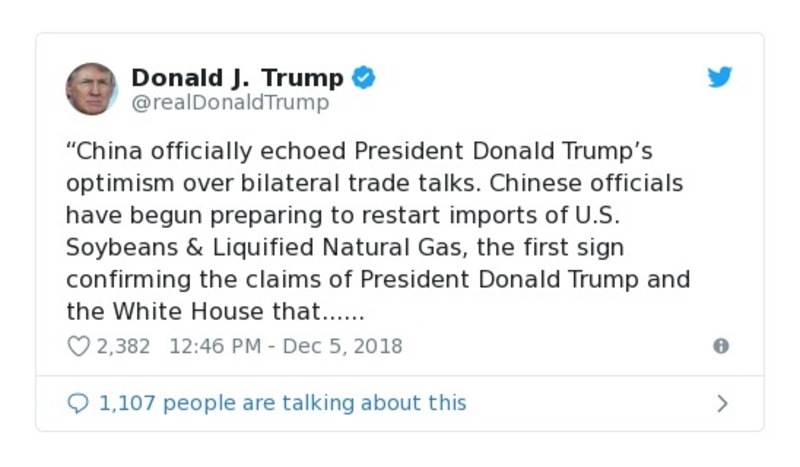 Donald J. Trump
@realDonaldTrump
“China officially echoed President Donald Trump’s
optimism over bilateral trade talks. Chinese officials
have begun preparing to restart imports of U.S.
Soybeans & Liquified Natural Gas, the first sign
confirming the claims of President Donald Trump and
the White House that......
2,382 12:46 PM - Dec 5, 2018
1,107 people are talking about this